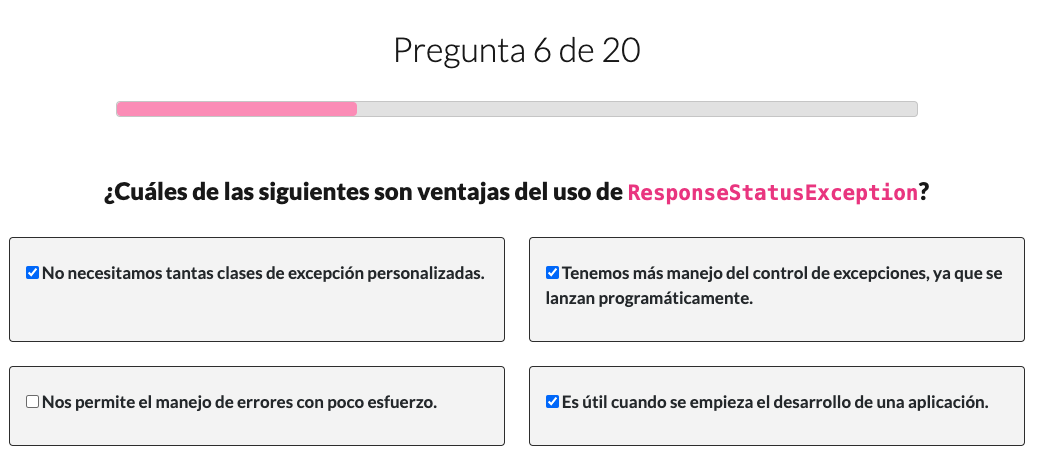 Pregunta 6 de 20
¿Cuáles de las siguientes son ventajas del uso de ResponseStatusException?
No necesitamos tantas clases de excepción personalizadas.
Tenemos más manejo del control de excepciones, ya que se
lanzan programáticamente.
Nos permite el manejo de errores con poco esfuerzo.
Es útil cuando se empieza el desarrollo de una aplicación.